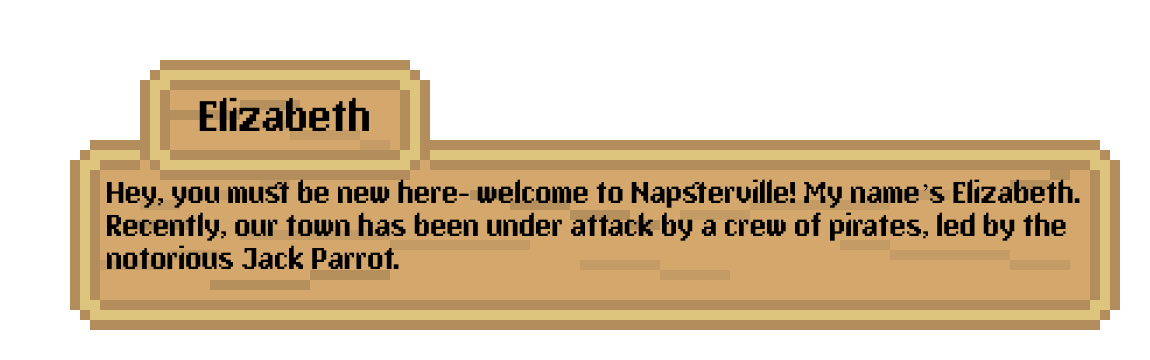 Elizabeth
Hey, you must be new here- welcome to Napsterville! My name's Elizabeth.
Recently, our town has been under attack by a crew of pirates, led by the
notorious Jack Parrot.